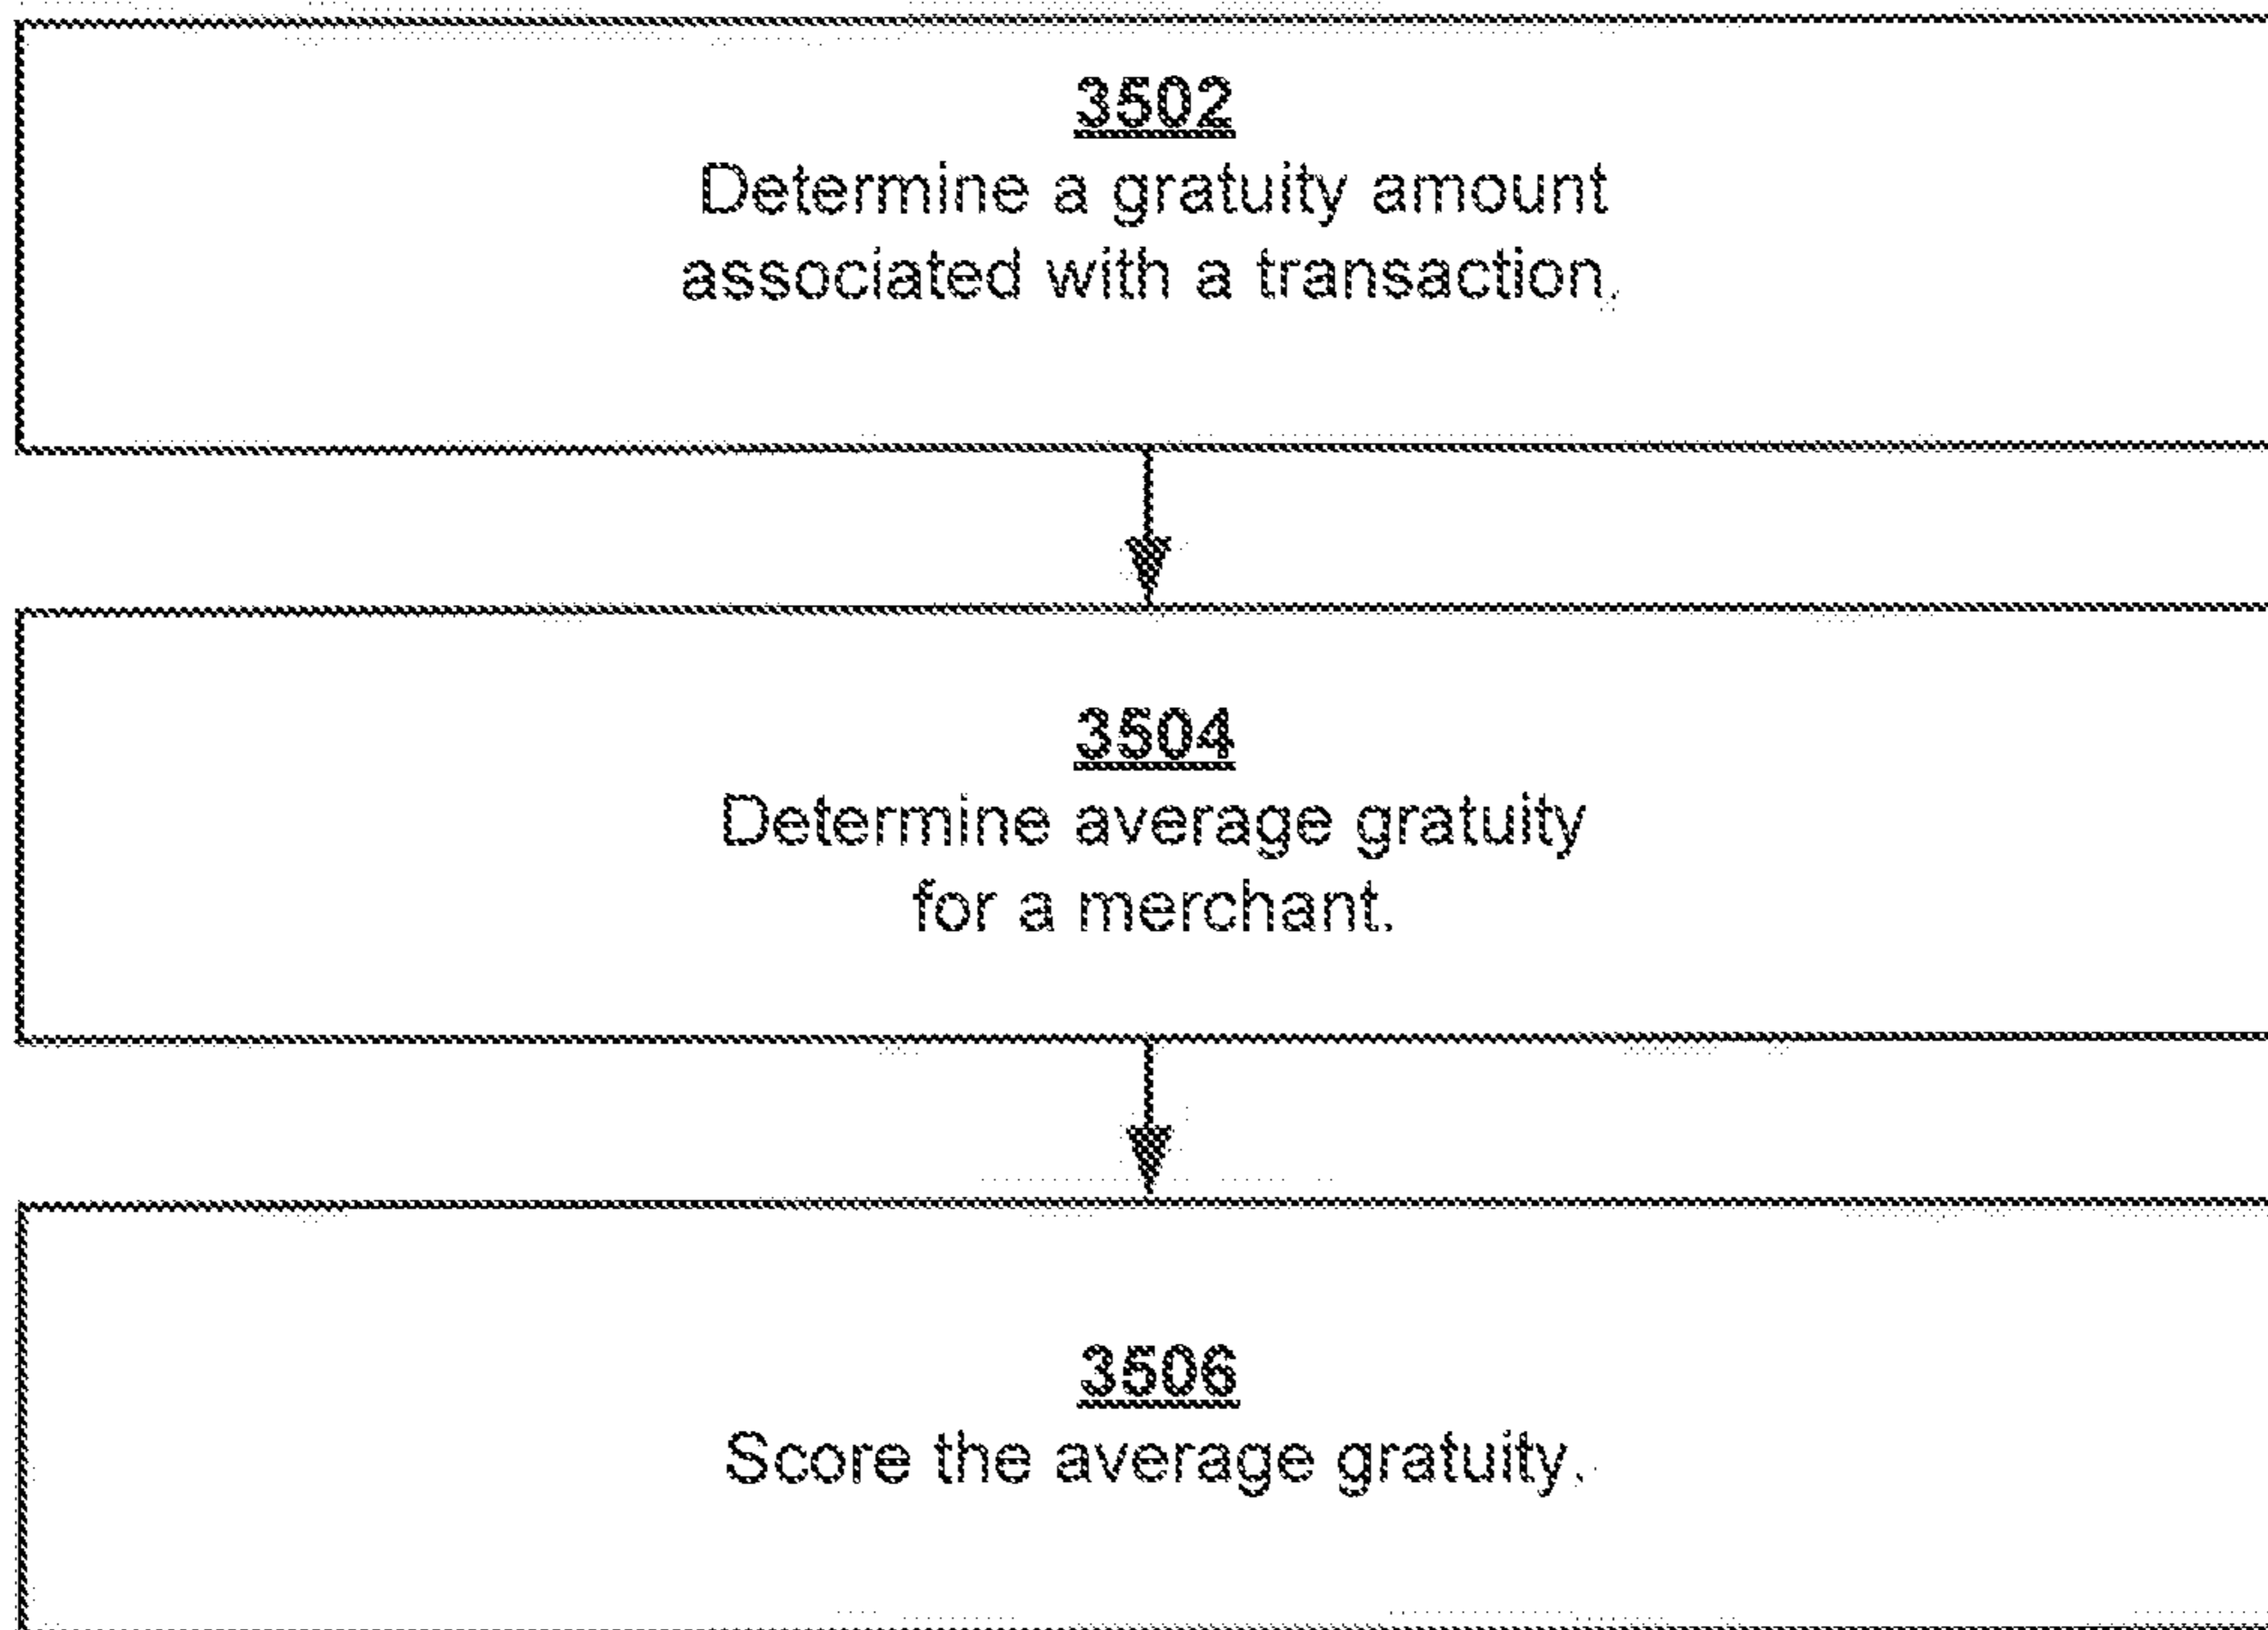 3502
Determine a gratuity amount
associated with a transaction.
3504
Determine average gratuity
for a merchant.
3506
Score the average gratuity.